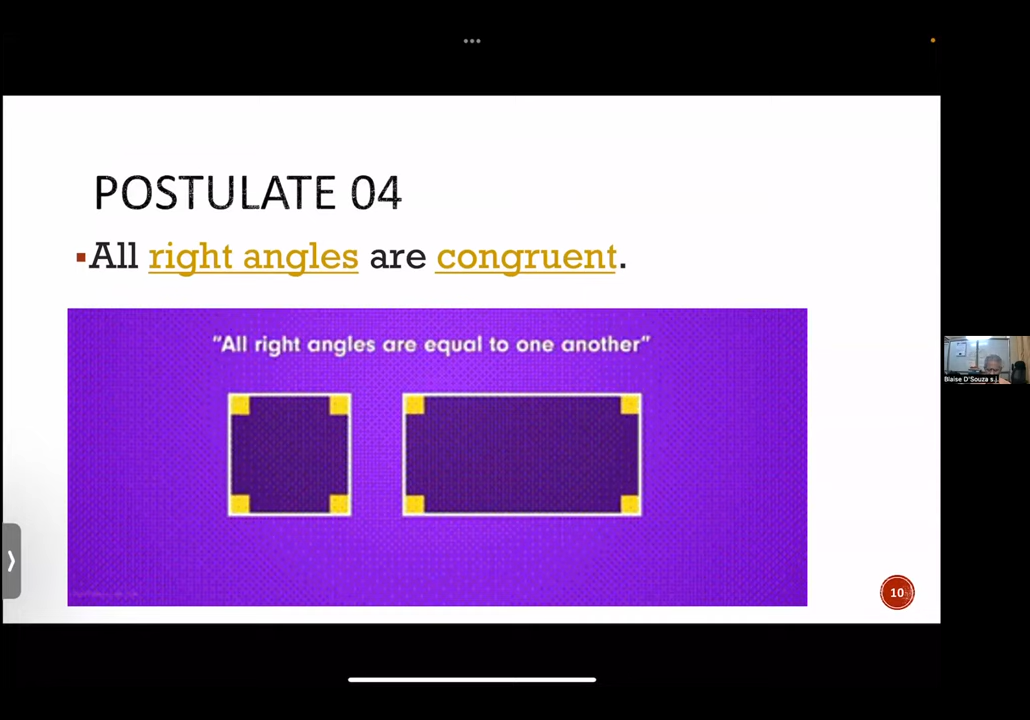 POSTULATE 04
All right angles are congruent.
"All right angles are equal to one another"
Blaise D'Souza s.j.
10